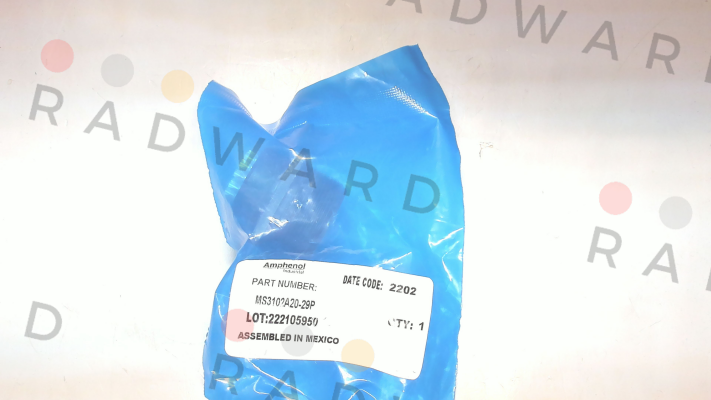 RADWARD
RADWARD
RAD
Amphenol
Industrial
DATE CODE: 2202
PART NUMBER:
MS3102A20-29P
LOT:222105950
QTY: 1
ASSEMBLED IN MEXICO
D
RADWARD